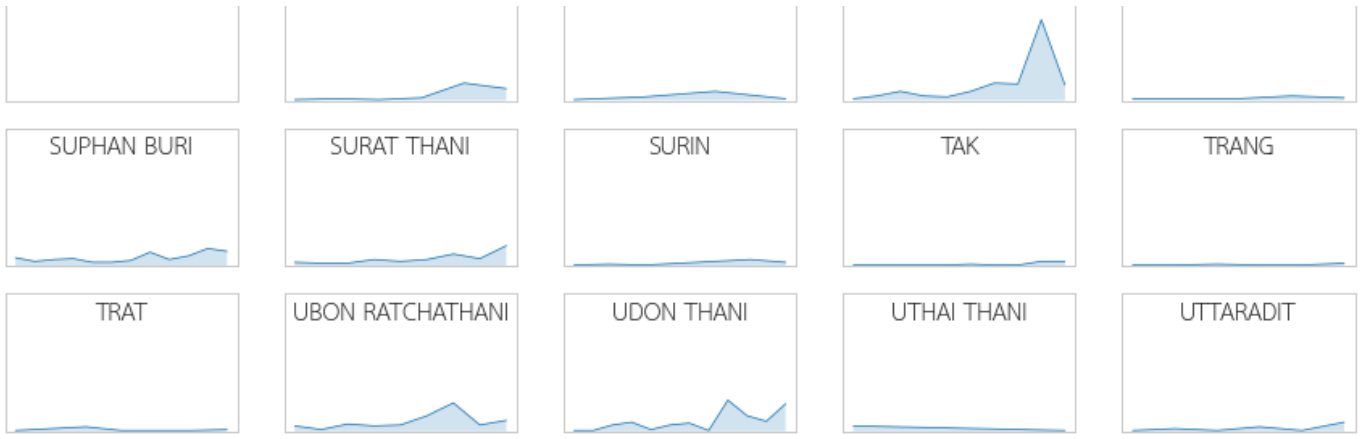 SUPHAN BURI
SURAT THANI
SURIN
TAK
TRANG
TRAT
UBON RATCHATHANI
UDON THANI
UTHAI THANI
UTTARADIT